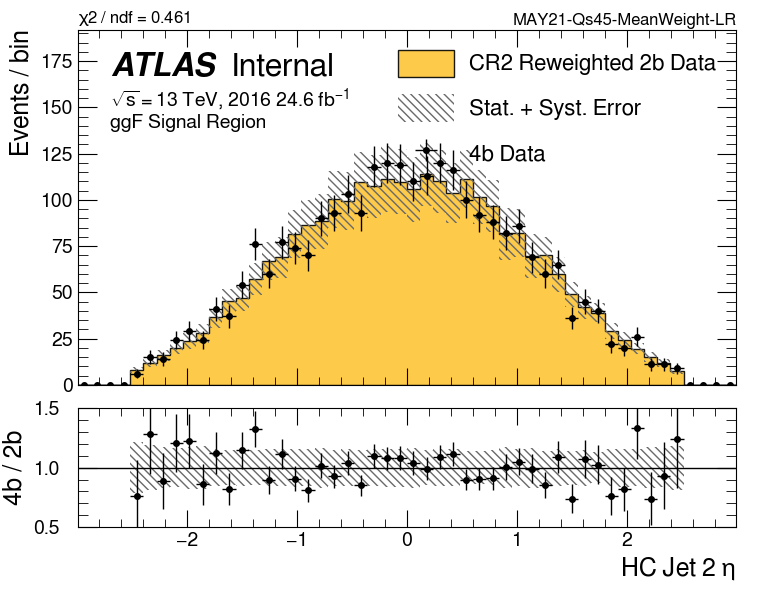 χ2 / ndf = 0.461
MAY21-Qs45-MeanWeight-LR
Events / bin
175
150
125
100
75
50
25
0
ATLAS Internal
√s = 13 TeV, 2016 24.6 fb⁻¹
ggF Signal Region
CR2 Reweighted 2b Data
Stat. + Syst. Error
4b Data
4b / 2b
1.5
1.0
0.5
−2 −1 0 1 2
HC Jet 2 η